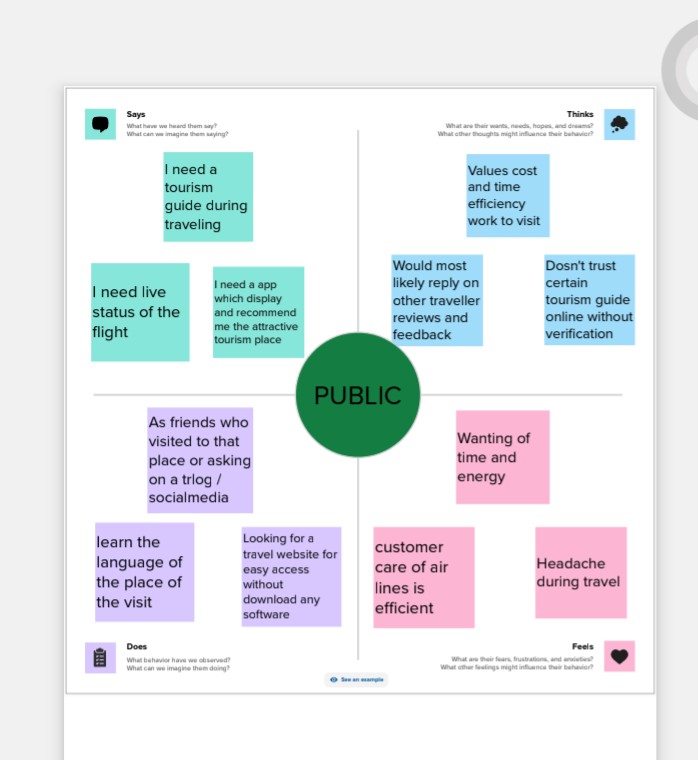 Says
What have we heard them say?
What can we imagine them saying?
Thinks
What are their wants, needs, hopes, and dreams?
What other thoughts might influence their behavior?
I need a
tourism
guide during
traveling
I need live
status of the
flight
I need a app
which display
and recommend
me the attractive
tourism place
Values cost
and time
efficiency
work to visit
Would most
likely reply on
other traveller
reviews and
feedback
Dosn't trust
certain
tourism guide
online without
verification
PUBLIC
As friends who
visited to that
place or asking
on a trlog /
socialmedia
learn the
language of
the place of
the visit
Looking for a
travel website for
easy access
without
download any
software
Wanting of
time and
energy
customer
care of air
lines is
efficient
Headache
during travel
Does
What behavior have we observed?
What can we imagine them doing?
Feels
What are their fears, frustrations, and anxieties?
What other feelings might influence their behavior?
See an example